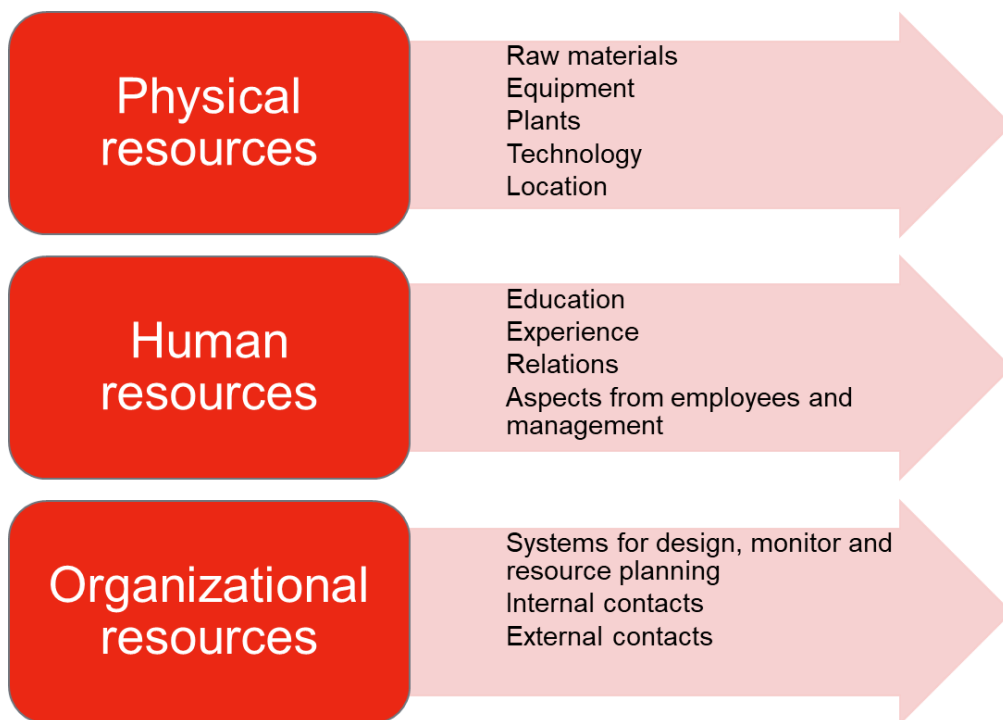 Physical
resources
Raw materials
Equipment
Plants
Technology
Location
Human
resources
Education
Experience
Relations
Aspects from employees and
management
Organizational
resources
Systems for design, monitor and
resource planning
Internal contacts
External contacts